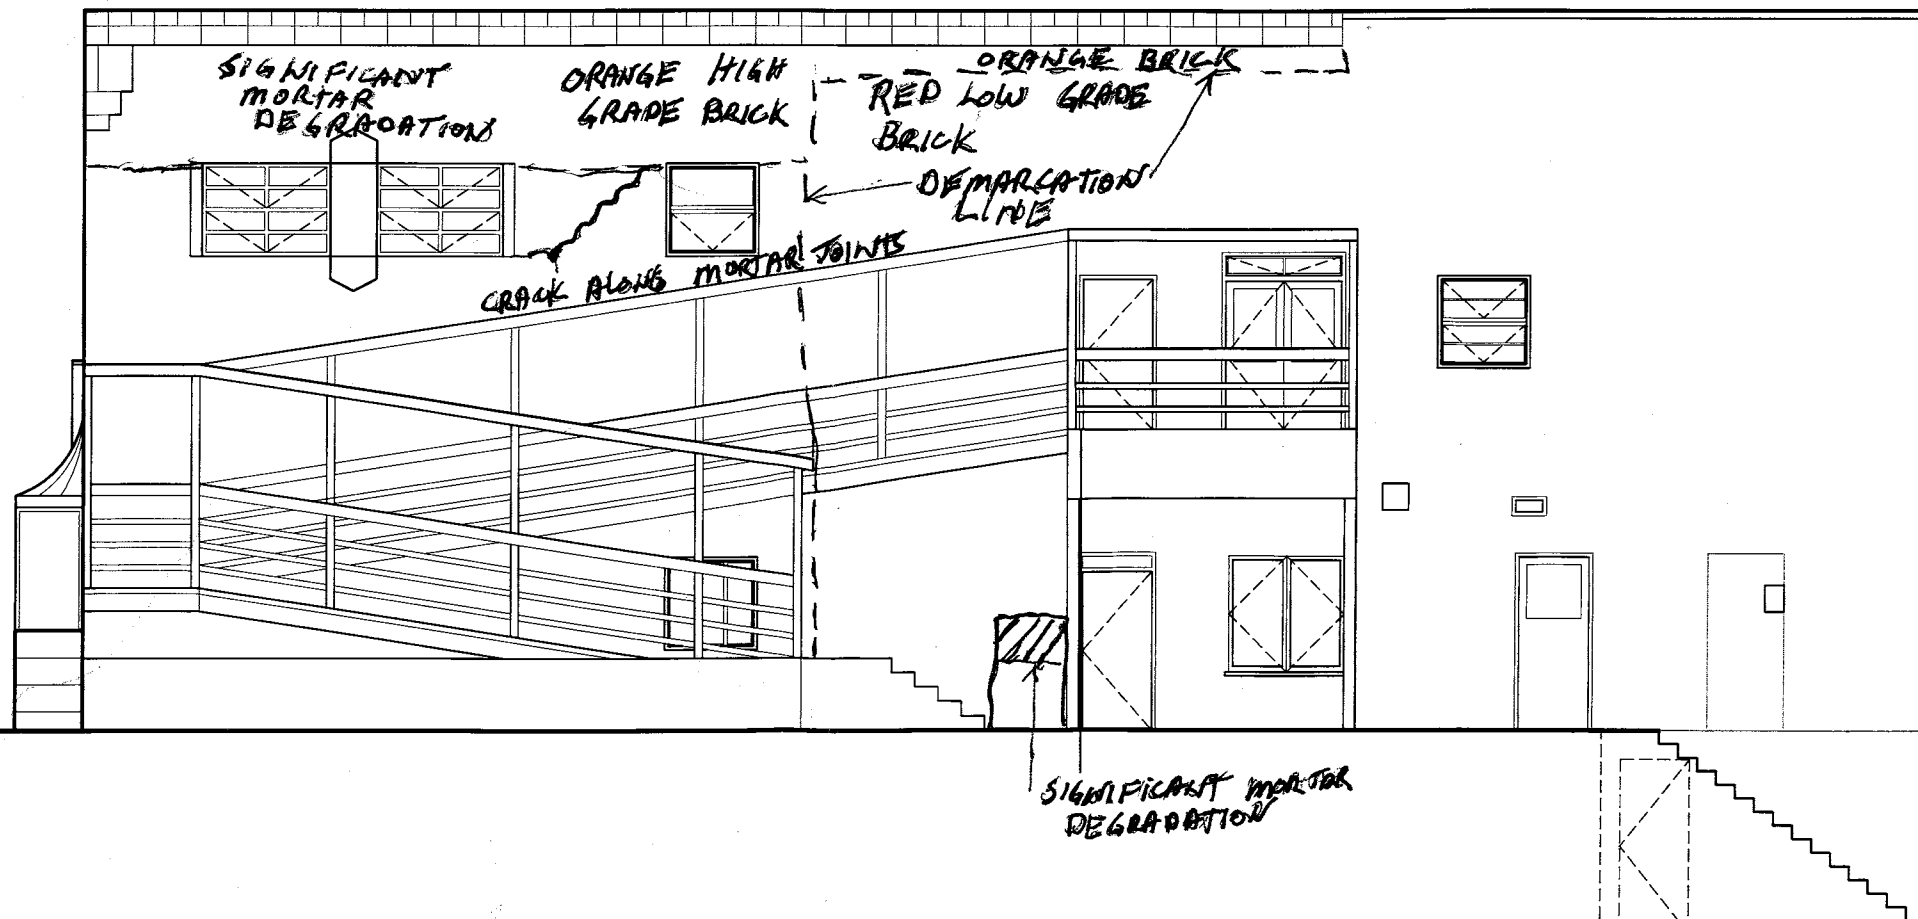 SIGNIFICANT
MORTAR
DEGRADATION
ORANGE HIGH
GRADE BRICK
ORANGE BRICK
RED LOW GRADE
BRICK
DEMARCATION
LINE
CRACK ALONG MORTAR JOINTS
SIGNIFICANT MORTAR
DEGRADATION